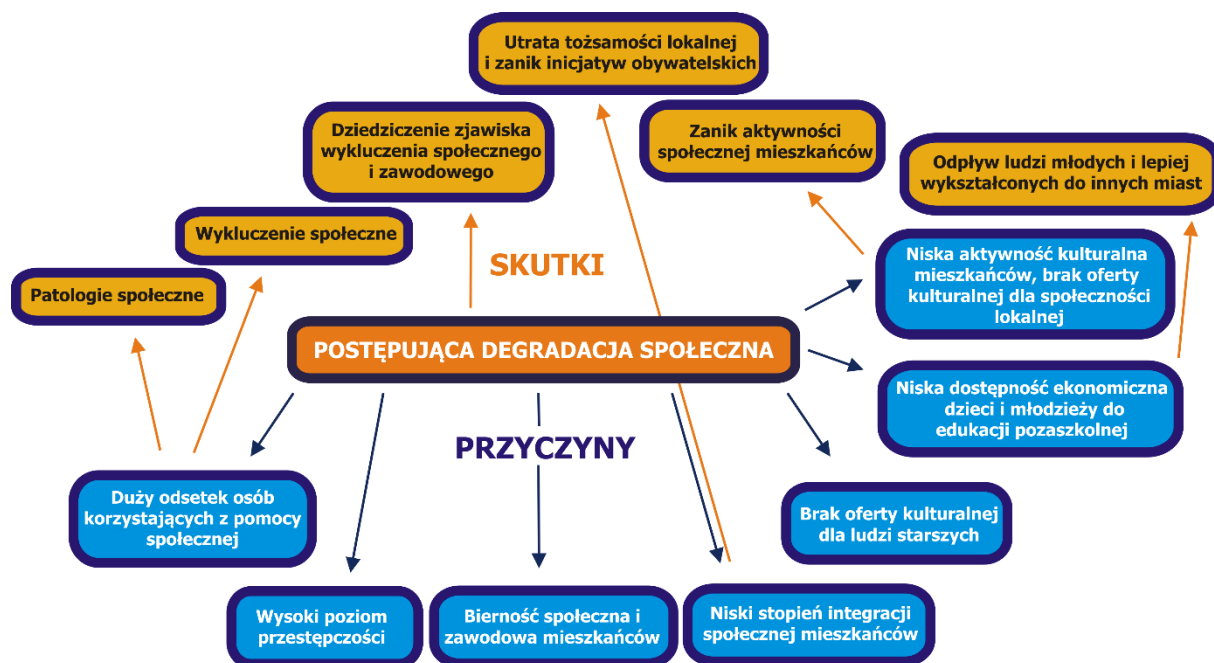 Utrata tożsamości lokalnej
i zanik inicjatyw obywatelskich
Dziedziczenie zjawiska
wykluczenia społecznego
i zawodowego
Zanik aktywności
społecznej mieszkańców
Odpływ ludzi młodych i lepiej
wykształconych do innych miast
Wykluczenie społeczne
Patologie społeczne
SKUTKI
Niska aktywność kulturalna
mieszkańców, brak oferty
kulturalnej dla społeczności
lokalnej
POSTĘPUJĄCA DEGRADACJA SPOŁECZNA
Niska dostępność ekonomiczna
dzieci i młodzieży do
edukacji pozaszkolnej
PRZYCZYNY
Duży odsetek osób
korzystających z pomocy
społecznej
Brak oferty kulturalnej
dla ludzi starszych
Wysoki poziom
przestępczości
Bierność społeczna i
zawodowa mieszkańców
Niski stopień integracji
społecznej mieszkańców